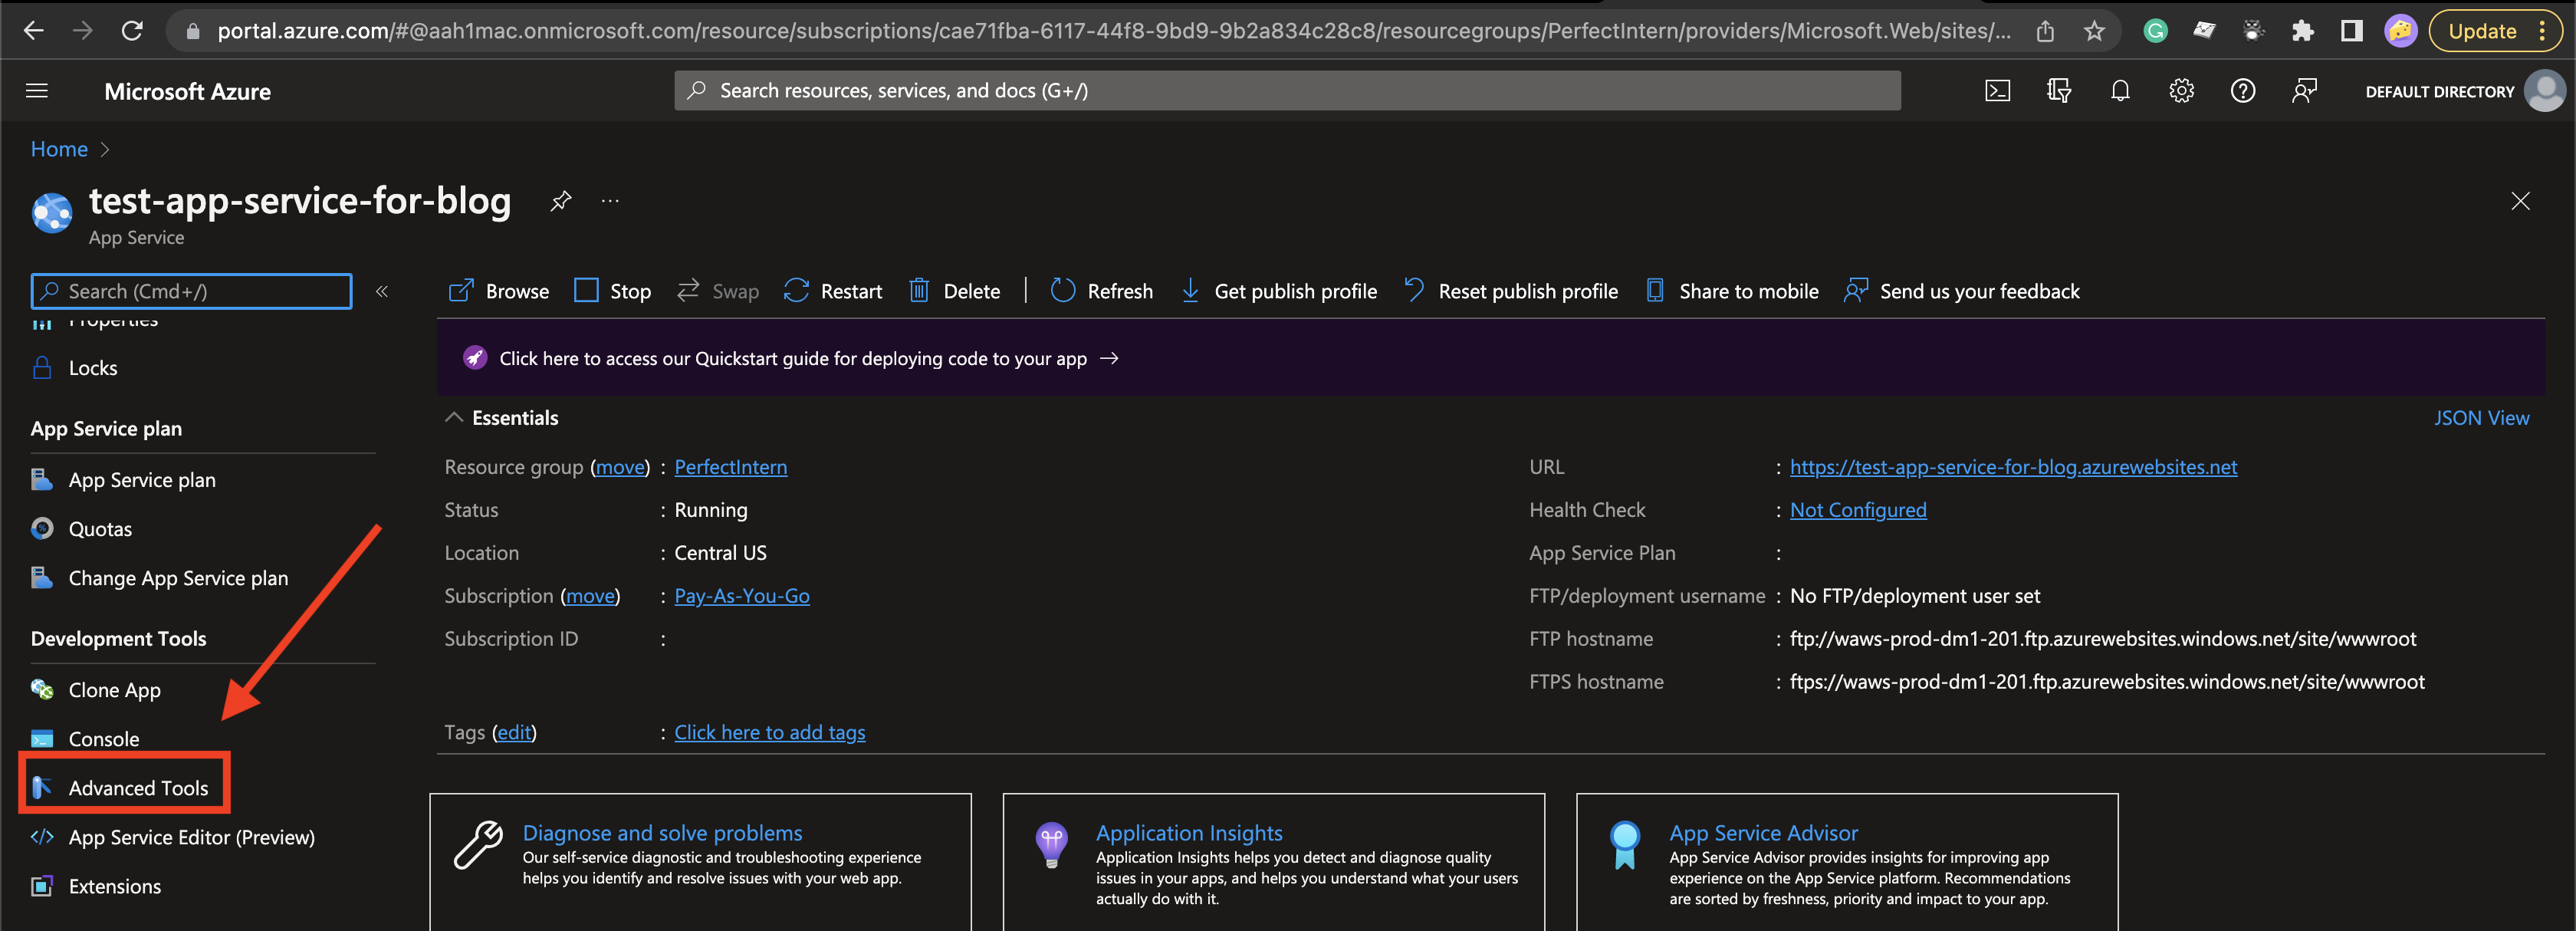 portal.azure.com/#@aah1mac.onmicrosoft.com/resource/subscriptions/cae71fba-6117-44f8-9bd9-9b2a834c28c8/resourcegroups/PerfectIntern/providers/Microsoft.Web/sites/...
Update
Microsoft Azure
Search resources, services, and docs (G+/)
DEFAULT DIRECTORY
Home
test-app-service-for-blog
App Service
Search (Cmd+/)
Browse Stop Swap Restart Delete Refresh Get publish profile Reset publish profile Share to mobile Send us your feedback
Properties
Locks
App Service plan
App Service plan
Quotas
Change App Service plan
Development Tools
Clone App
Console
Advanced Tools
App Service Editor (Preview)
Extensions
Click here to access our Quickstart guide for deploying code to your app →
Essentials
JSON View
Resource group (move) : PerfectIntern
Status : Running
Location : Central US
Subscription (move) : Pay-As-You-Go
Subscription ID :
URL : https://test-app-service-for-blog.azurewebsites.net
Health Check : Not Configured
App Service Plan :
FTP/deployment username : No FTP/deployment user set
FTP hostname : ftp://waws-prod-dm1-201.ftp.azurewebsites.windows.net/site/wwwroot
FTPS hostname : ftps://waws-prod-dm1-201.ftp.azurewebsites.windows.net/site/wwwroot
Tags (edit) : Click here to add tags
Diagnose and solve problems
Our self-service diagnostic and troubleshooting experience
helps you identify and resolve issues with your web app.
Application Insights
Application Insights helps you detect and diagnose quality
issues in your apps, and helps you understand what your users
actually do with it.
App Service Advisor
App Service Advisor provides insights for improving app
experience on the App Service platform. Recommendations
are sorted by freshness, priority and impact to your app.